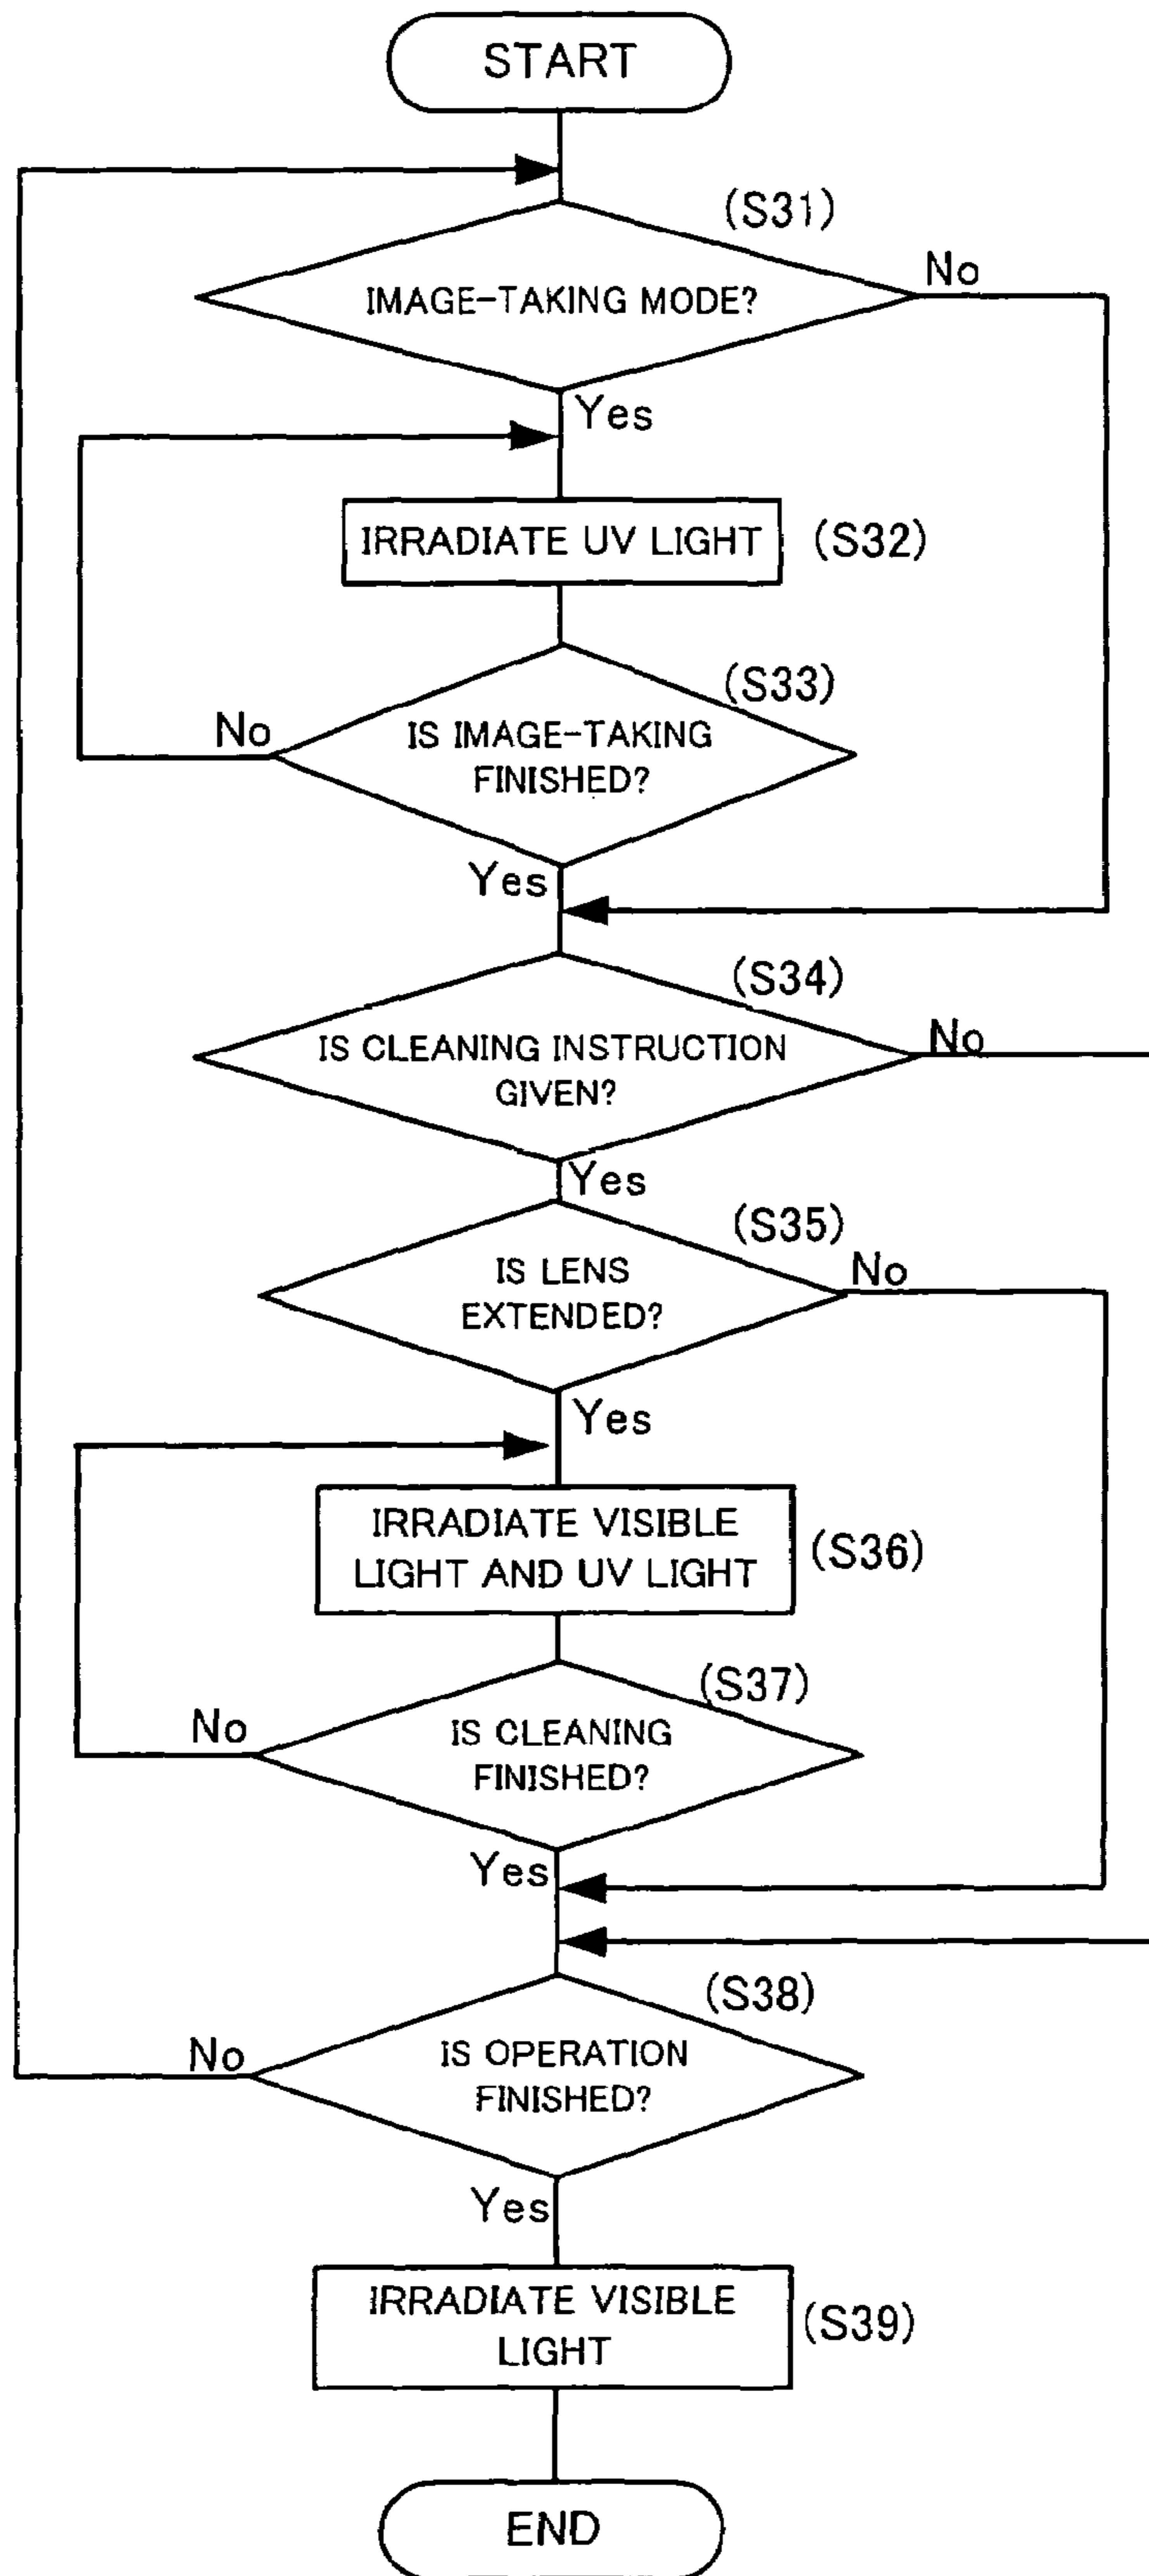 START
(S31)
No
IMAGE-TAKING MODE?
Yes
IRRADIATE UV LIGHT
(S32)
(S33)
No
IS IMAGE-TAKING
FINISHED?
Yes
(S34)
No
IS CLEANING INSTRUCTION
GIVEN?
Yes
(S35)
No
IS LENS
EXTENDED?
Yes
IRRADIATE VISIBLE
LIGHT AND UV LIGHT
(S36)
(S37)
No
IS CLEANING
FINISHED?
Yes
(S38)
No
IS OPERATION
FINISHED?
Yes
IRRADIATE VISIBLE
LIGHT
(S39)
END